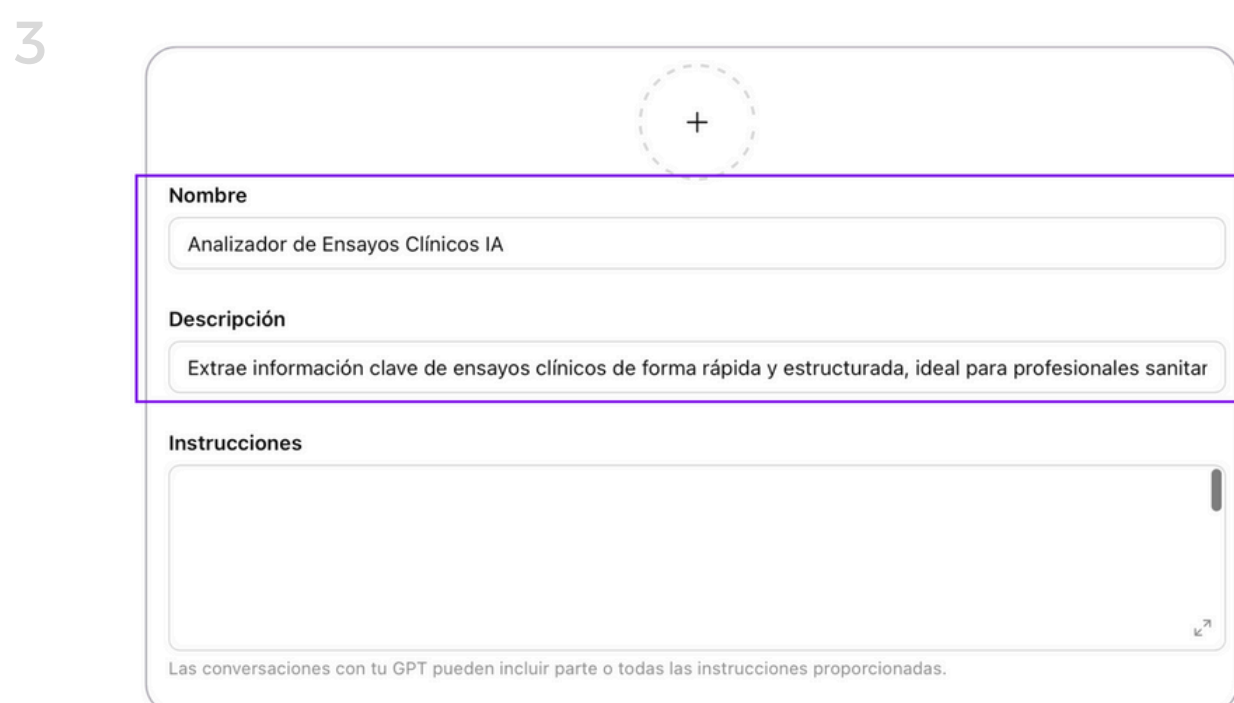 3
+
Nombre
Analizador de Ensayos Clínicos IA
Descripción
Extrae información clave de ensayos clínicos de forma rápida y estructurada, ideal para profesionales sanitar
Instrucciones
Las conversaciones con tu GPT pueden incluir parte o todas las instrucciones proporcionadas.